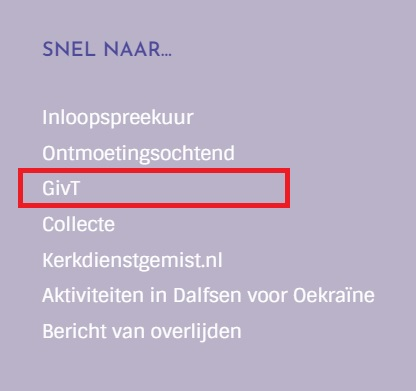 SNEL NAAR...
Inloopspreekuur
Ontmoetingsochtend
GivT
Collecte
Kerkdienstgemist.nl
Aktiviteiten in Dalfsen voor Oekraïne
Bericht van overlijden